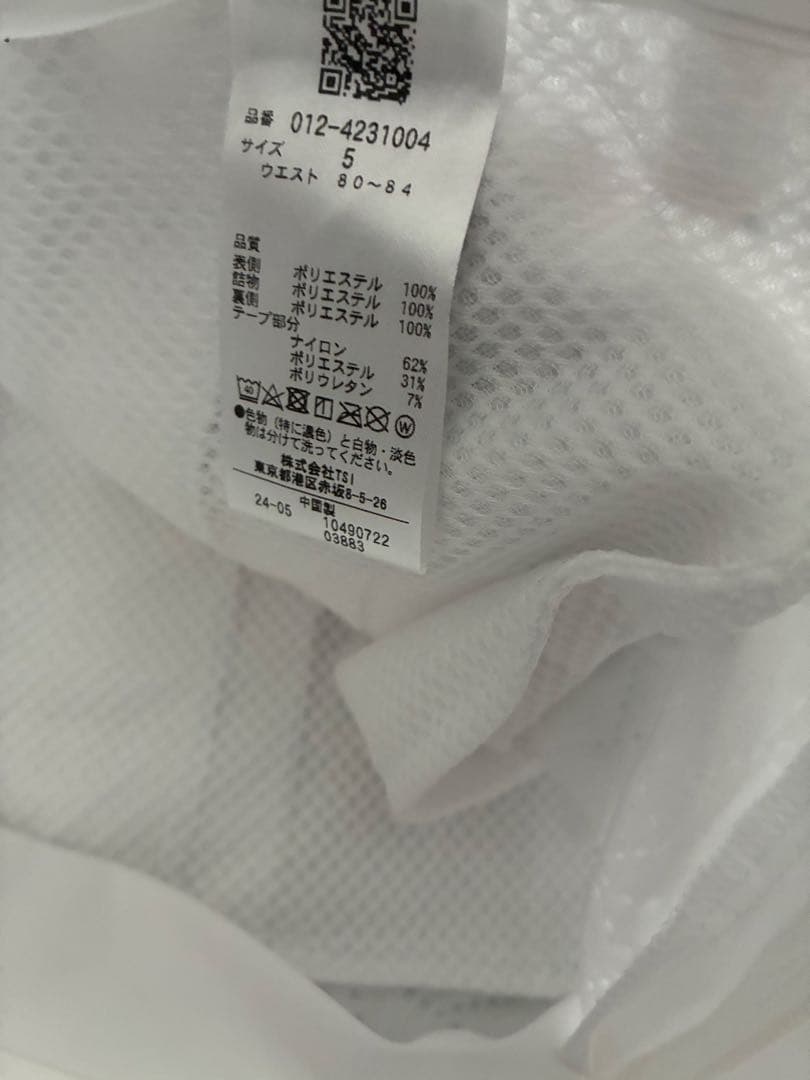 品番 012-4231004
サイズ 5
ウエスト 80~84
品質
表側 ポリエステル 100%
詰物 ポリエステル 100%
裏側 ポリエステル 100%
テープ部分
ナイロン 62%
ポリエステル 31%
ポリウレタン 7%
40 W
●色物(特に濃色)と白物・淡色
物は分けて洗ってください。
株式会社TSI
東京都港区赤坂8-5-26
中国製
24-05 10490722
03883